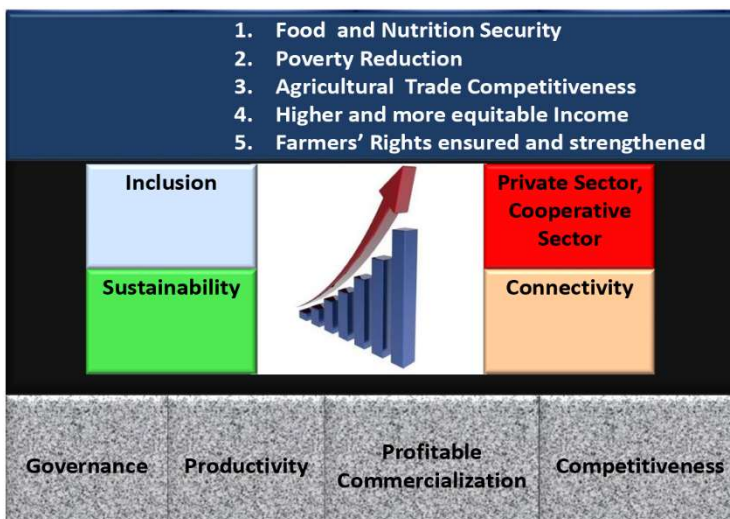 1. Food and Nutrition Security
2. Poverty Reduction
3. Agricultural Trade Competitiveness
4. Higher and more equitable Income
5. Farmers’ Rights ensured and strengthened
Inclusion
Private Sector,
Cooperative
Sector
Sustainability
Connectivity
Governance
Productivity
Profitable
Commercialization
Competitiveness